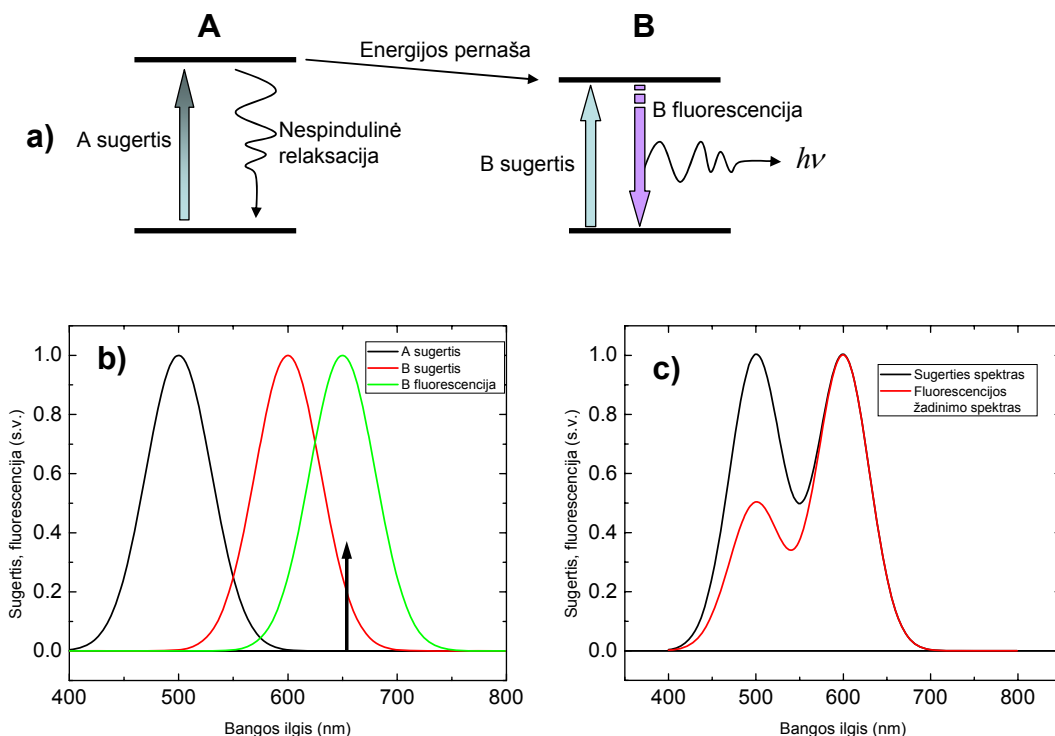 A
B
Energijos pernaša
a)
A sugertis
Nespindulinė
relaksacija
B sugertis
B fluorescencija
hν
b)
A sugertis
B sugertis
B fluorescencija
Sugertis, fluorescencija (s.v.)
1.0
0.8
0.6
0.4
0.2
0.0
400
500
600
700
800
Bangos ilgis (nm)
c)
Sugerties spektras
Fluorescencijos
žadinimo spektras
Sugertis, fluorescencija (s.v.)
1.0
0.8
0.6
0.4
0.2
0.0
400
500
600
700
800
Bangos ilgis (nm)